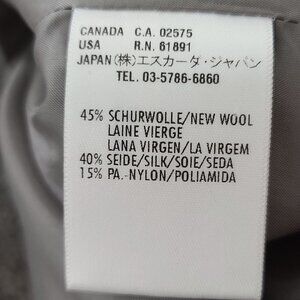 CANADA C.A. 02575
USA R.N. 61891
JAPAN(株)エスカーダ・ジャパン
TEL. 03-5786-6860
45% SCHURWOLLE/NEW WOOL
LAINE VIERGE
LANA VIRGEN/LA VIRGEM
40% SEIDE/SILK/SOIE/SEDA
15% PA.-NYLON/POLIAMIDA